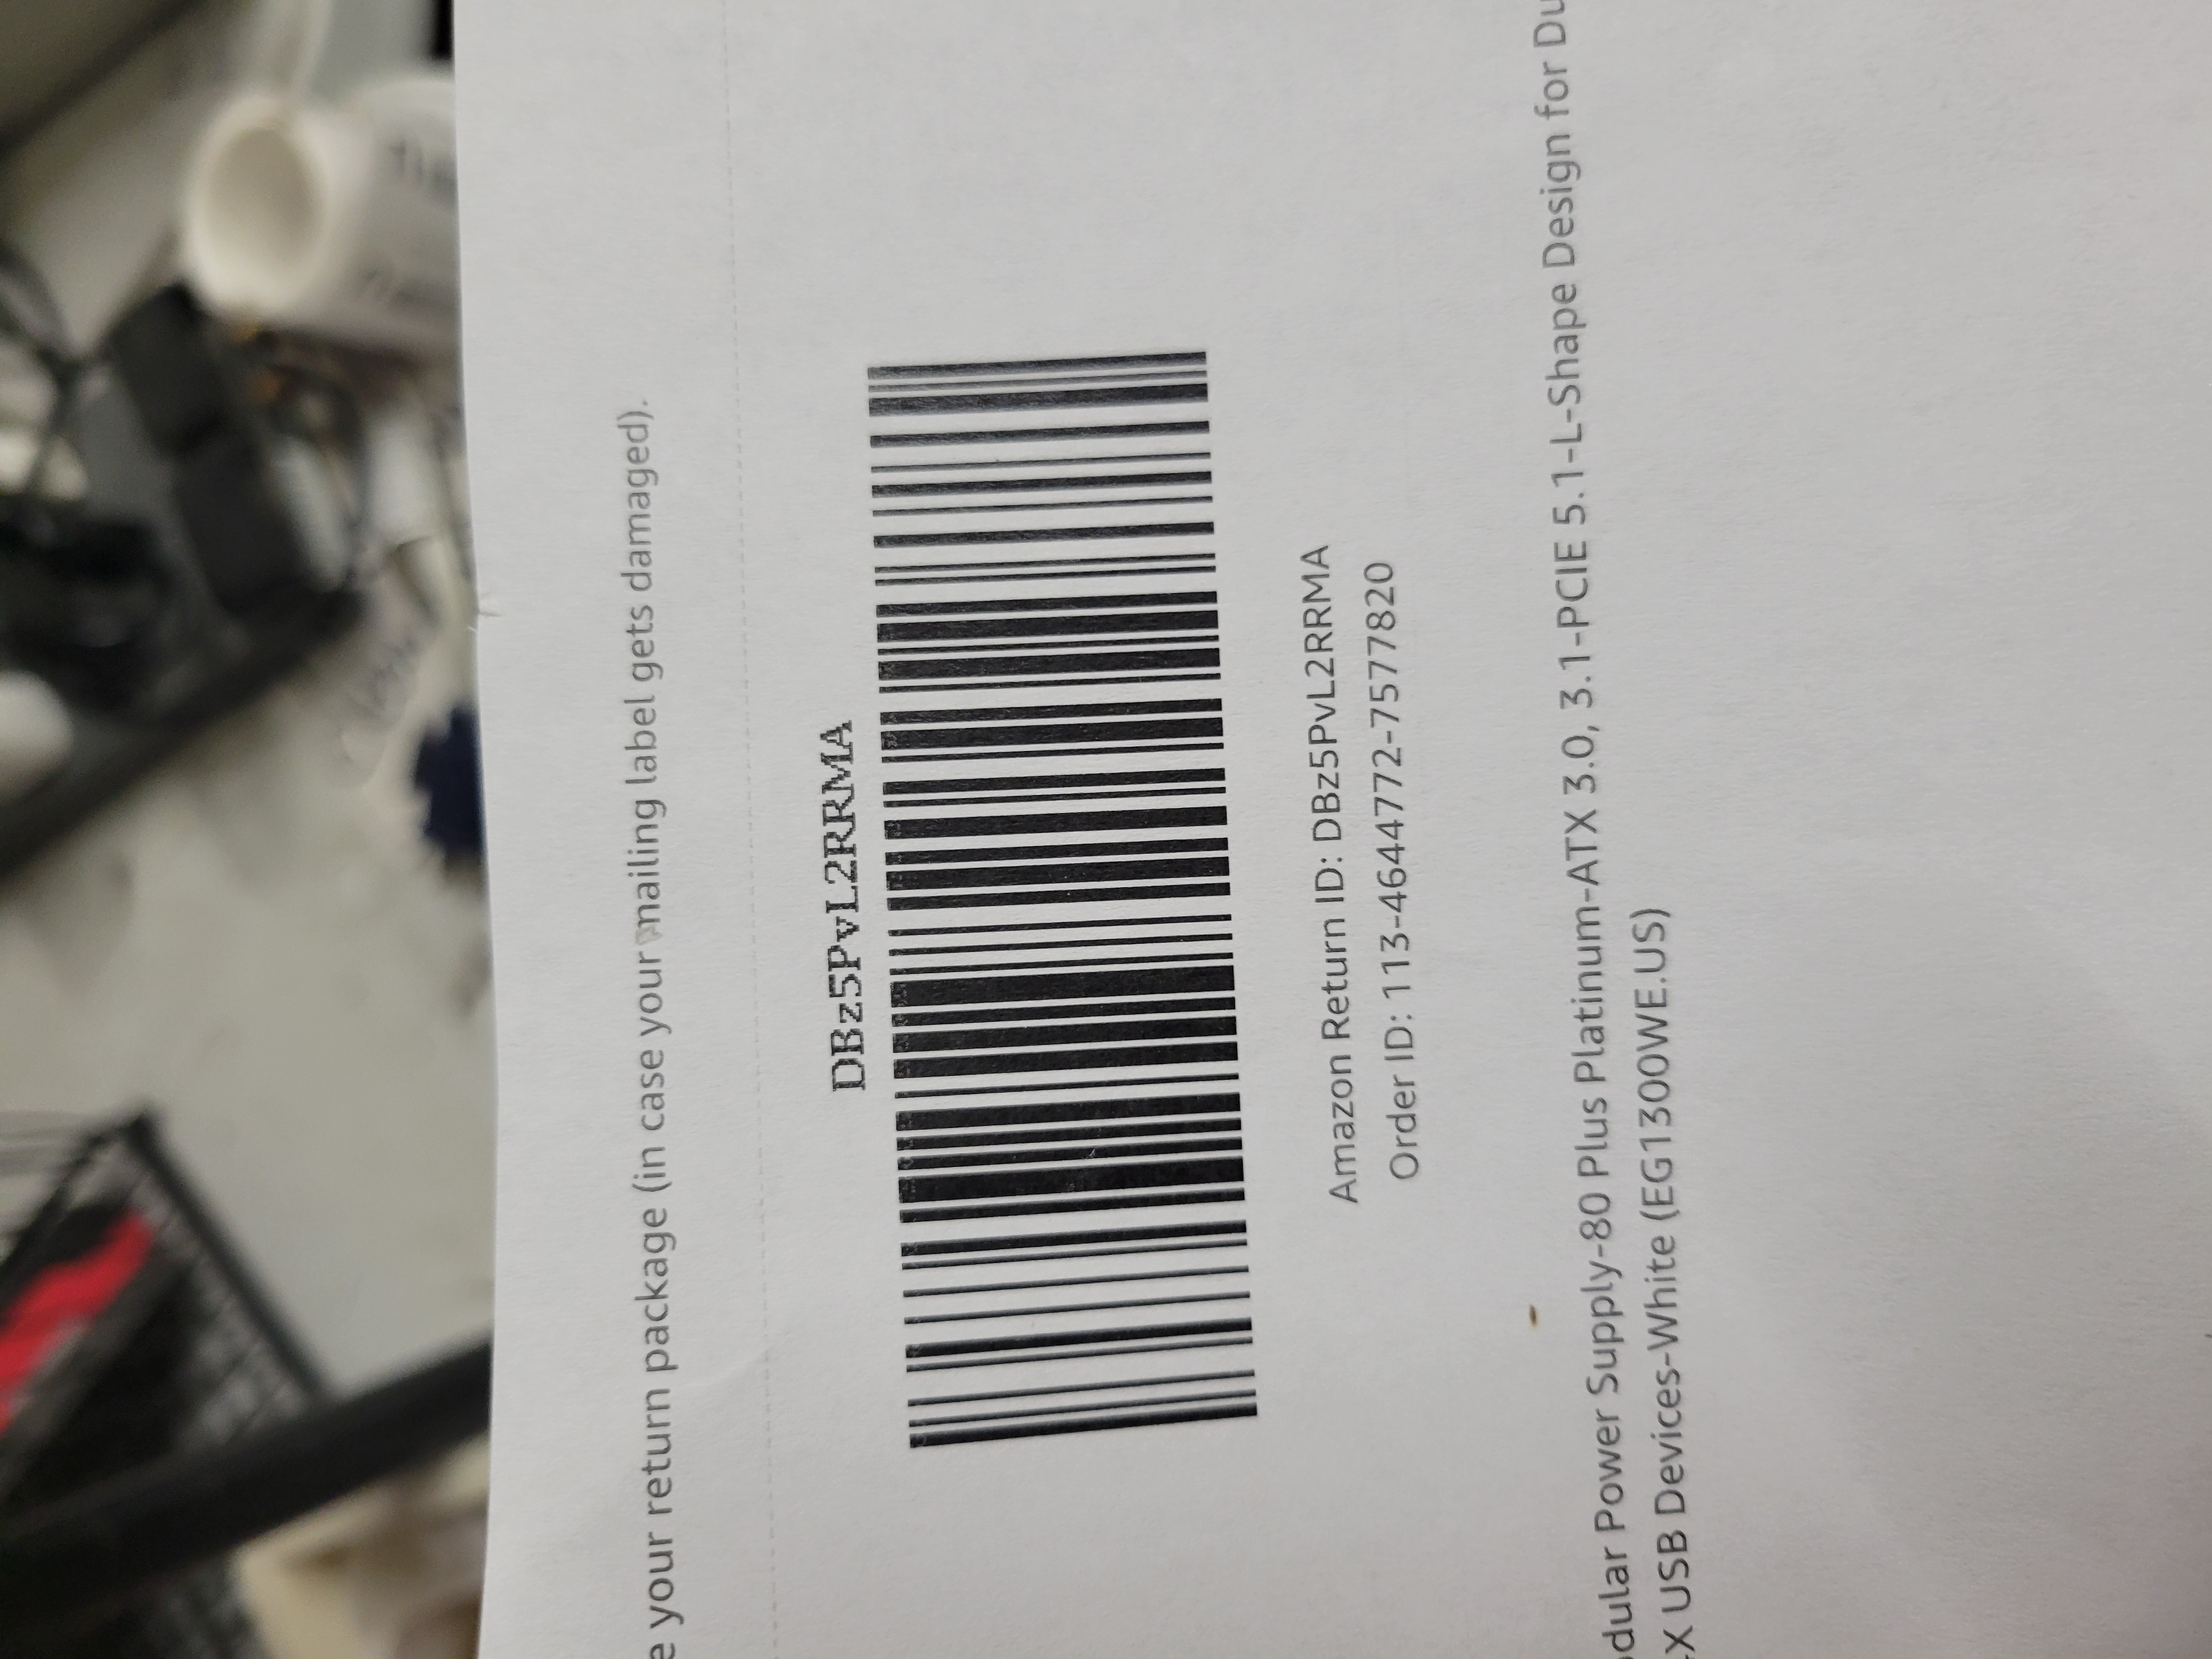 e your return package (in case your mailing label gets damaged).
DBz5PvL2RRMA
Amazon Return ID: DBz5PvL2RRMA
Order ID: 113-4644772-7577820
odular Power Supply-80 Plus Platinum-ATX 3.0, 3.1-PCIE 5.1-L-Shape Design for Du
X USB Devices-White (EG1300WE.US)